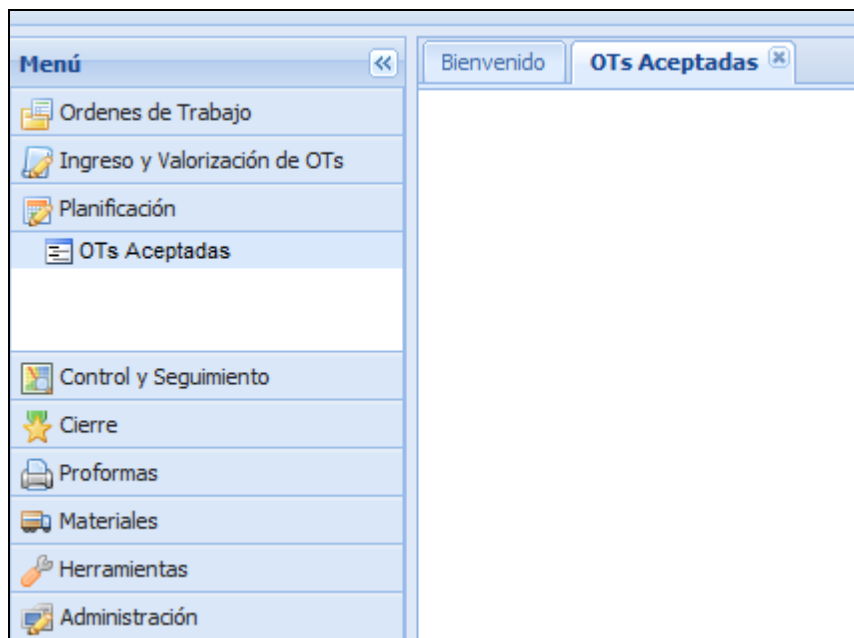 Menú
Bienvenido
OTs Aceptadas
Ordenes de Trabajo
Ingreso y Valorización de OTs
Planificación
OTs Aceptadas
Control y Seguimiento
Cierre
Proformas
Materiales
Herramientas
Administración